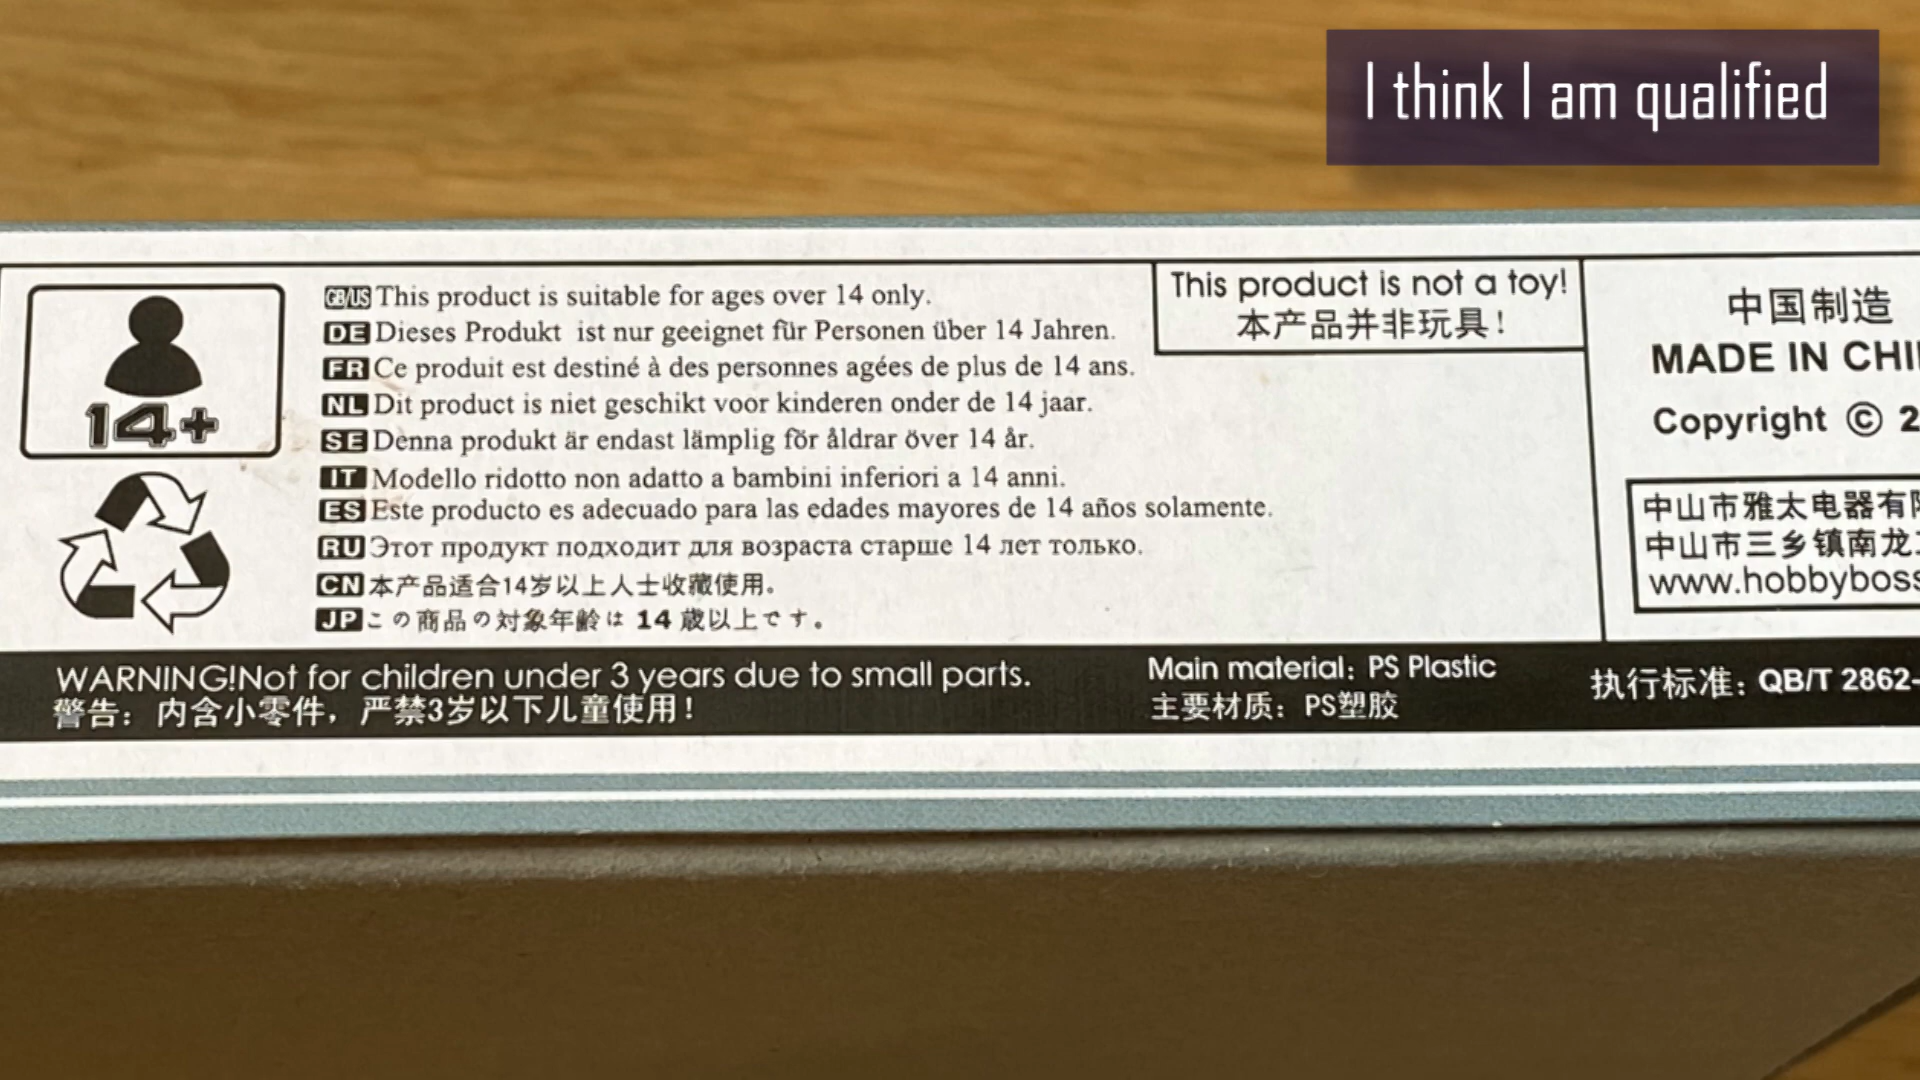 I think I am qualified
14+
GB/US This product is suitable for ages over 14 only.
DE Dieses Produkt ist nur geeignet für Personen über 14 Jahren.
FR Ce produit est destiné à des personnes agées de plus de 14 ans.
NL Dit product is niet geschikt voor kinderen onder de 14 jaar.
SE Denna produkt är endast lämplig för åldrar över 14 år.
IT Modello ridotto non adatto a bambini inferiori a 14 anni.
ES Este producto es adecuado para las edades mayores de 14 años solamente.
RU Этот продукт подходит для возраста старше 14 лет только.
CN 本产品适合14岁以上人士收藏使用。
JP この商品の対象年齢は 14 歳以上です。
This product is not a toy!
本产品并非玩具!
中国制造
MADE IN CHI
Copyright © 2
中山市雅太电器有
中山市三乡镇南龙
www.hobbyboss
WARNING!Not for children under 3 years due to small parts.
警告: 内含小零件, 严禁3岁以下儿童使用!
Main material: PS Plastic
主要材质: PS塑胶
执行标准: QB/T 2862-